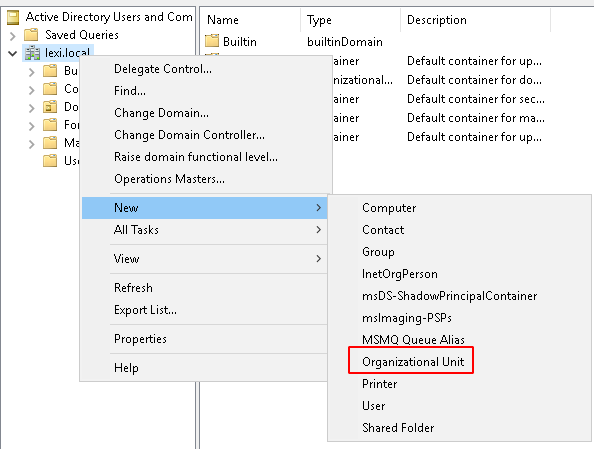 Active Directory Users and Com
Name
Type
Description
Saved Queries
lexi.local
Builtin
builtinDomain
Bu
Co
Do
For
Ma
Use
ntainer
Default container for up...
ganizational...
Default container for do...
ntainer
Default container for sec...
ntainer
Default container for ma...
ntainer
Default container for up...
Delegate Control...
Find...
Change Domain...
Change Domain Controller...
Raise domain functional level...
Operations Masters...
New
All Tasks
View
Refresh
Export List...
Properties
Help
Computer
Contact
Group
InetOrgPerson
msDS-ShadowPrincipalContainer
msImaging-PSPs
MSMQ Queue Alias
Organizational Unit
Printer
User
Shared Folder